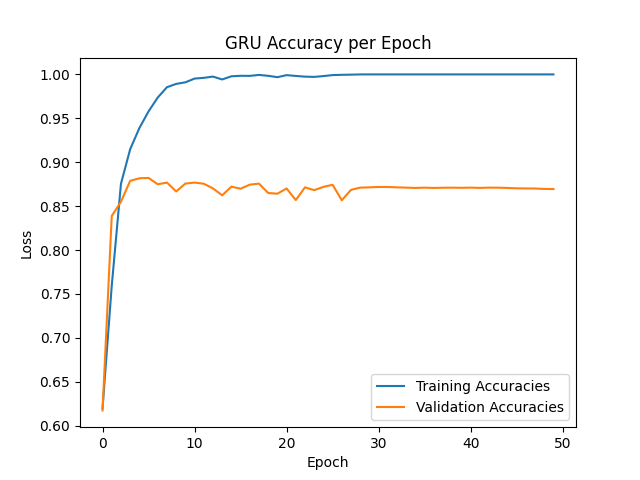 GRU Accuracy per Epoch
1.00
0.95
0.90
0.85
0.80
0.75
0.70
0.65
0.60
Loss
0 10 20 30 40 50
Epoch
Training Accuracies
Validation Accuracies